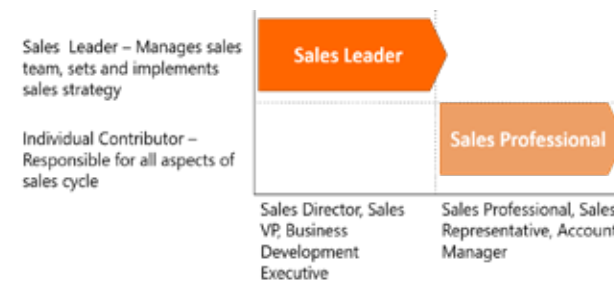 Sales Leader – Manages sales
team, sets and implements
sales strategy
Sales Leader
Individual Contributor –
Responsible for all aspects of
sales cycle
Sales Professional
Sales Director, Sales
VP, Business
Development
Executive
Sales Professional, Sales
Representative, Account
Manager